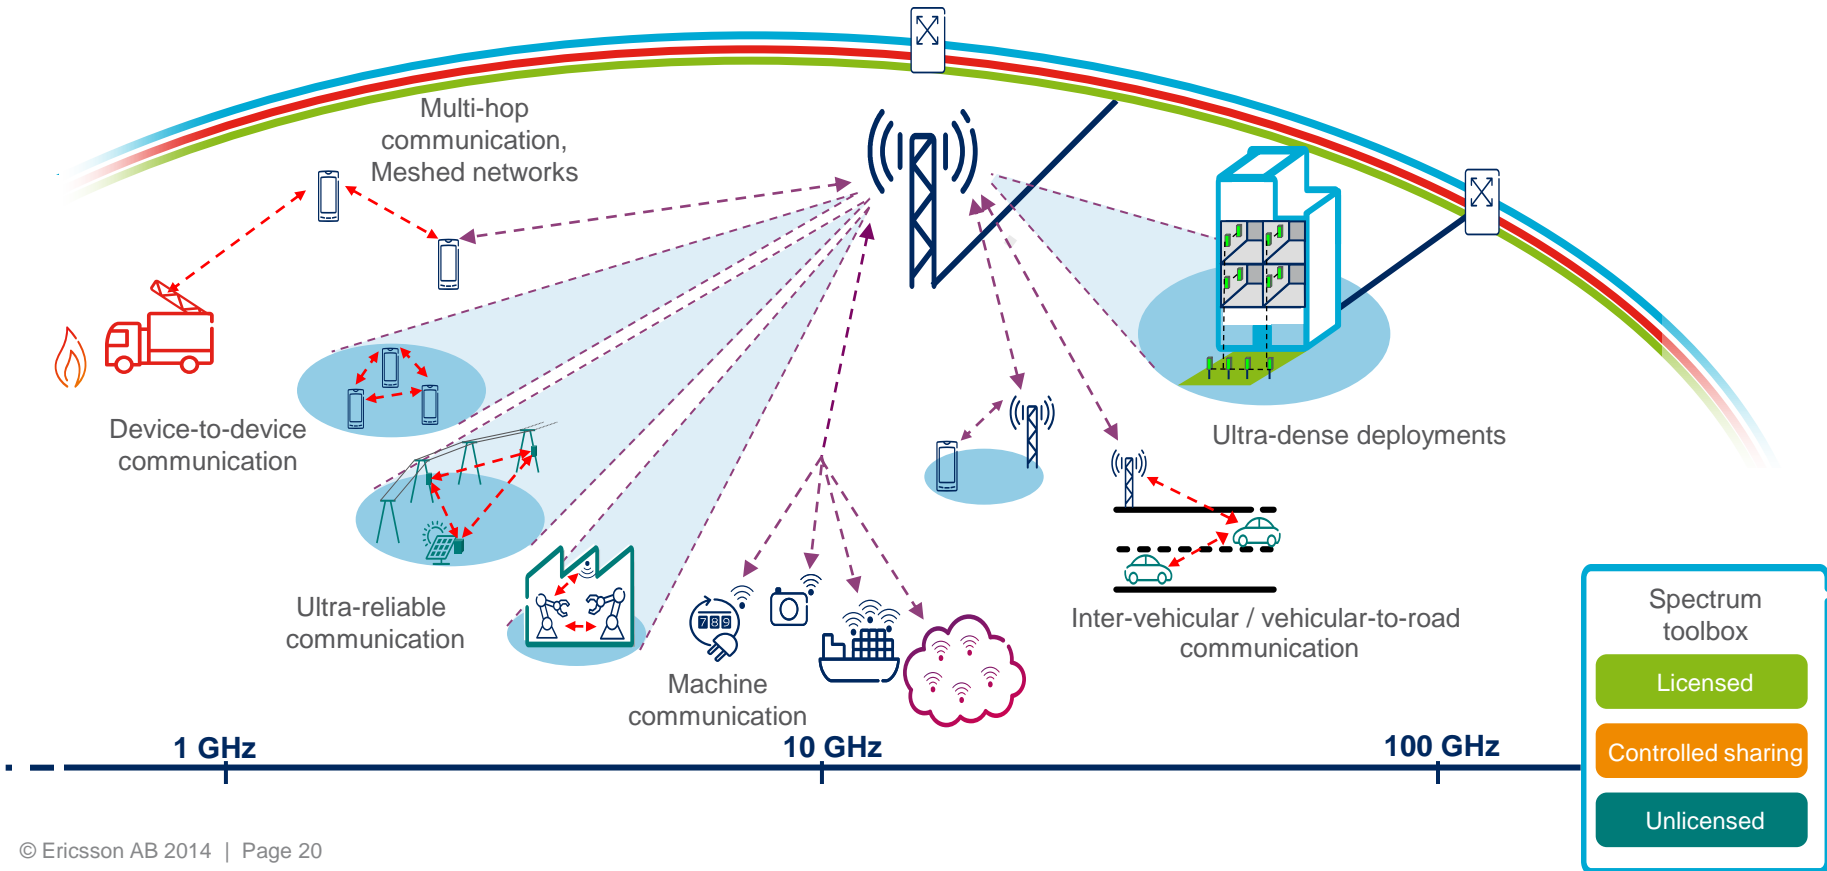 Multi-hop
communication,
Meshed networks
Device-to-device
communication
Ultra-dense deployments
Ultra-reliable
communication
789
Machine
communication
Inter-vehicular / vehicular-to-road
communication
Spectrum
toolbox
Licensed
Controlled sharing
Unlicensed
1 GHz
10 GHz
100 GHz
© Ericsson AB 2014 | Page 20